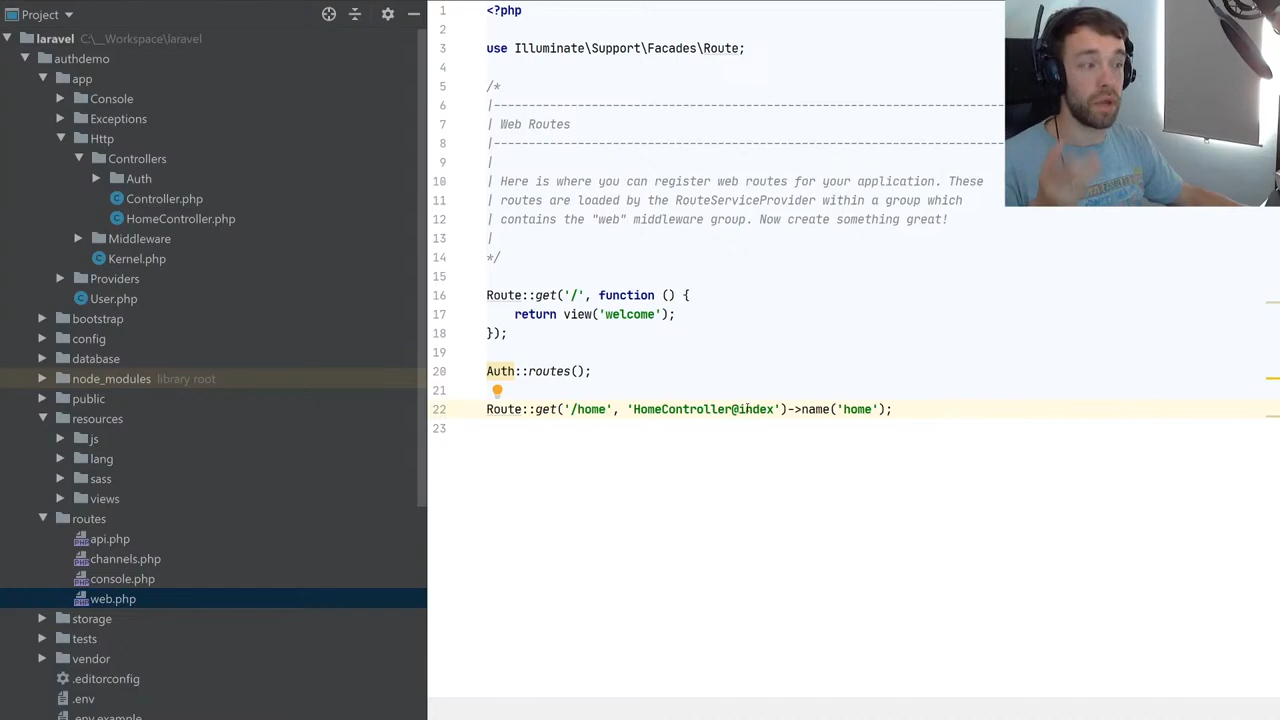 Project
laravel C:\__Workspace\laravel
authdemo
app
Console
Exceptions
Http
Controllers
Auth
Controller.php
HomeController.php
Middleware
Kernel.php
Providers
User.php
bootstrap
config
database
node_modules library root
public
resources
js
lang
sass
views
routes
api.php
channels.php
console.php
web.php
storage
tests
vendor
.editorconfig
.env
.env.example
1 <?php
2
3 use Illuminate\Support\Facades\Route;
4
5 /*
6 |--------------------------------------------------------------------------
7 | Web Routes
8 |--------------------------------------------------------------------------
9 |
10 | Here is where you can register web routes for your application. These
11 | routes are loaded by the RouteServiceProvider within a group which
12 | contains the "web" middleware group. Now create something great!
13 |
14 */
15
16 Route::get('/', function () {
17 return view('welcome');
18 });
19
20 Auth::routes();
21
22 Route::get('/home', 'HomeController@index')->name('home');
23